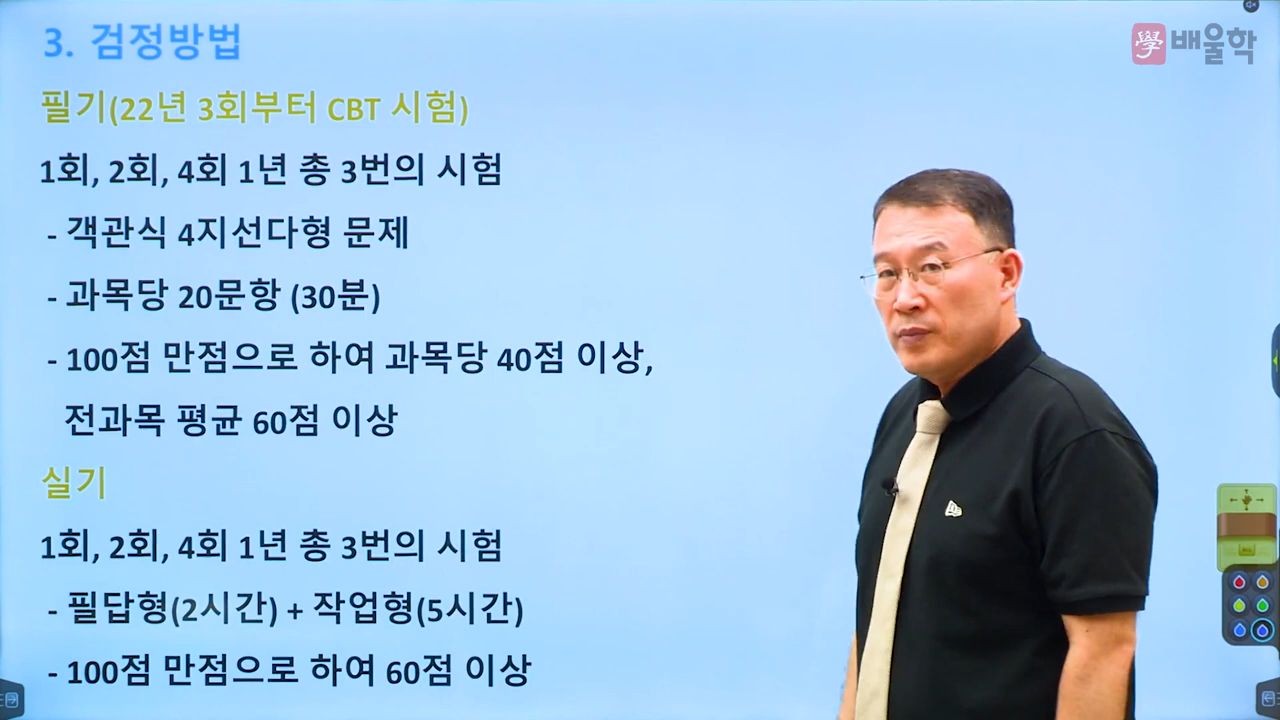 3. 검정방법
學 배울학
필기(22년 3회부터 CBT 시험)
1회, 2회, 4회 1년 총 3번의 시험
- 객관식 4지선다형 문제
- 과목당 20문항 (30분)
- 100점 만점으로 하여 과목당 40점 이상,
전과목 평균 60점 이상
실기
1회, 2회, 4회 1년 총 3번의 시험
- 필답형(2시간) + 작업형(5시간)
- 100점 만점으로 하여 60점 이상